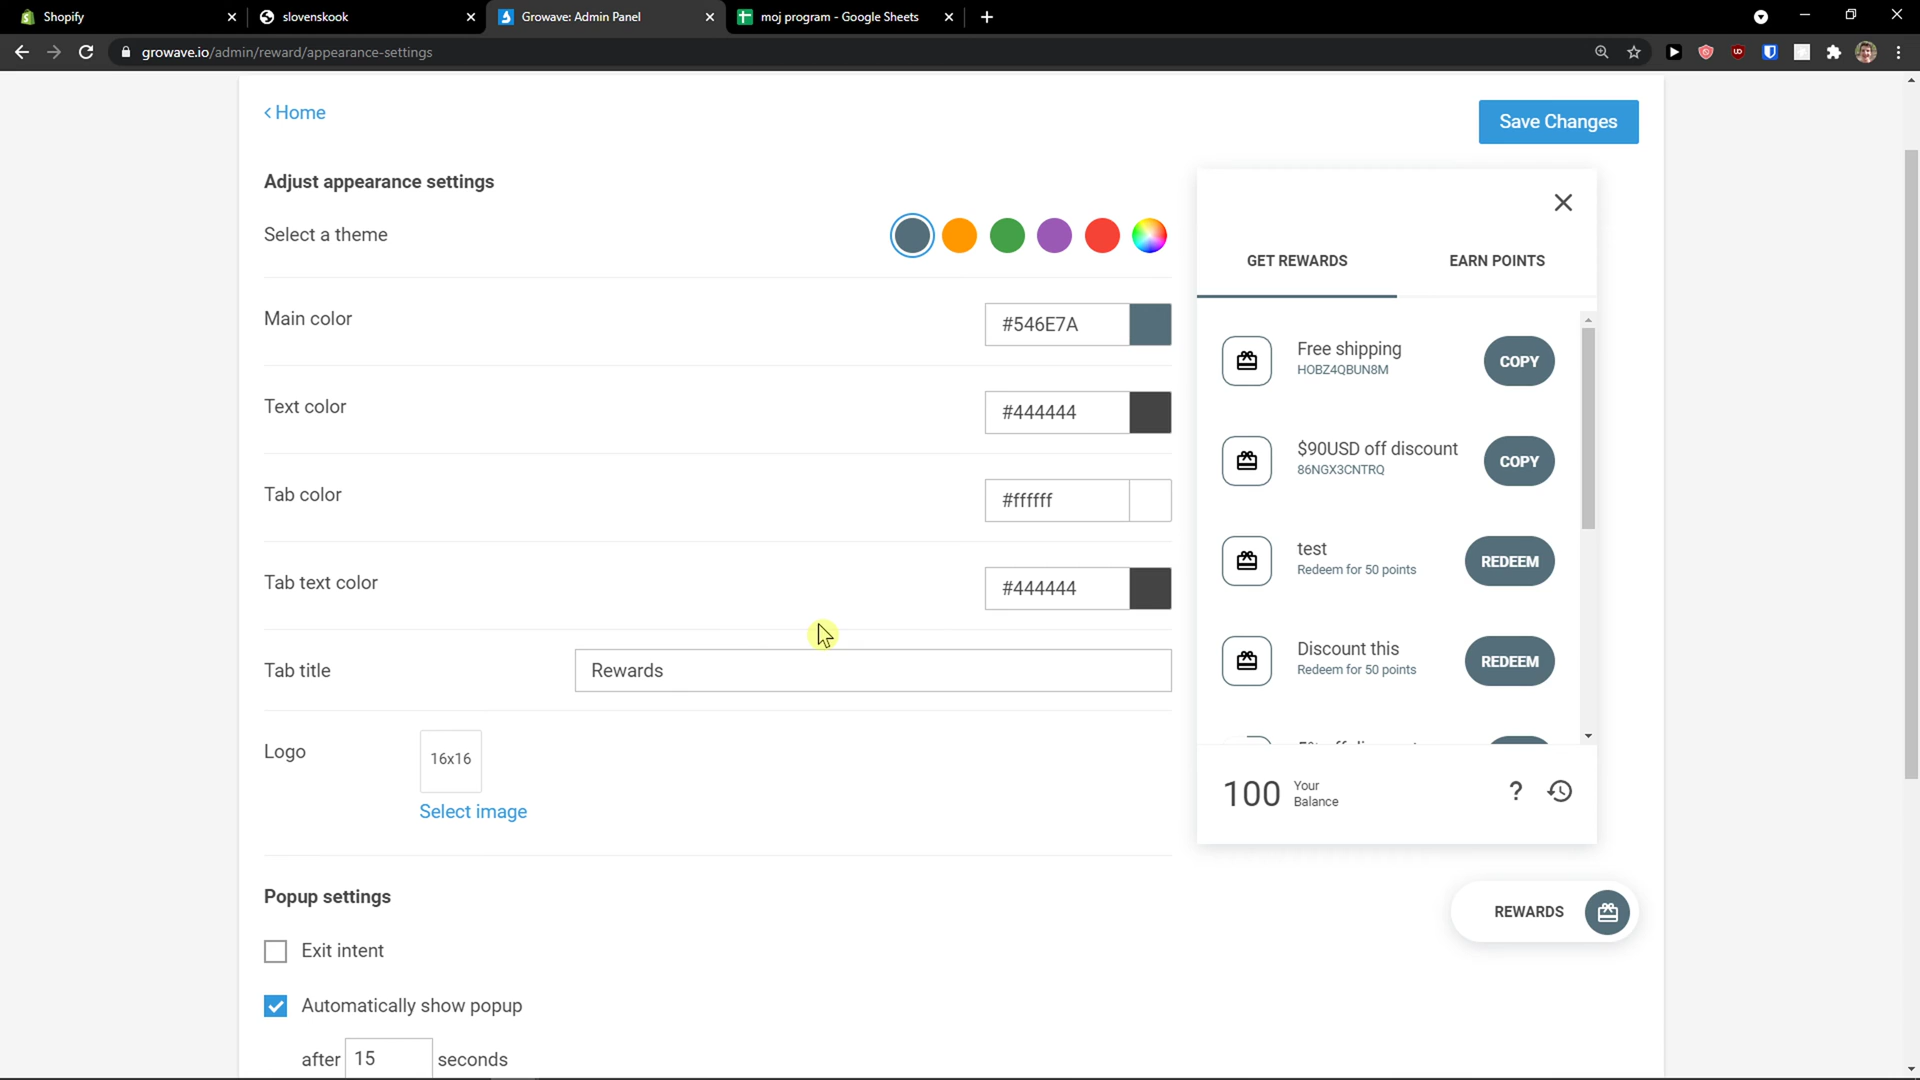 Shopify
slovenskook
Growave: Admin Panel
moj program - Google Sheets
growave.io/admin/reward/appearance-settings
< Home
Save Changes
Adjust appearance settings
Select a theme
Main color
#546E7A
Text color
#444444
Tab color
#ffffff
Tab text color
#444444
Tab title
Rewards
Logo
16x16
Select image
Popup settings
Exit intent
Automatically show popup
after 15 seconds
GET REWARDS
EARN POINTS
Free shipping
HOBZ4QBUN8M
COPY
$90USD off discount
86NGX3CNTRQ
COPY
test
Redeem for 50 points
REDEEM
Discount this
Redeem for 50 points
REDEEM
100 Your
Balance
?
REWARDS